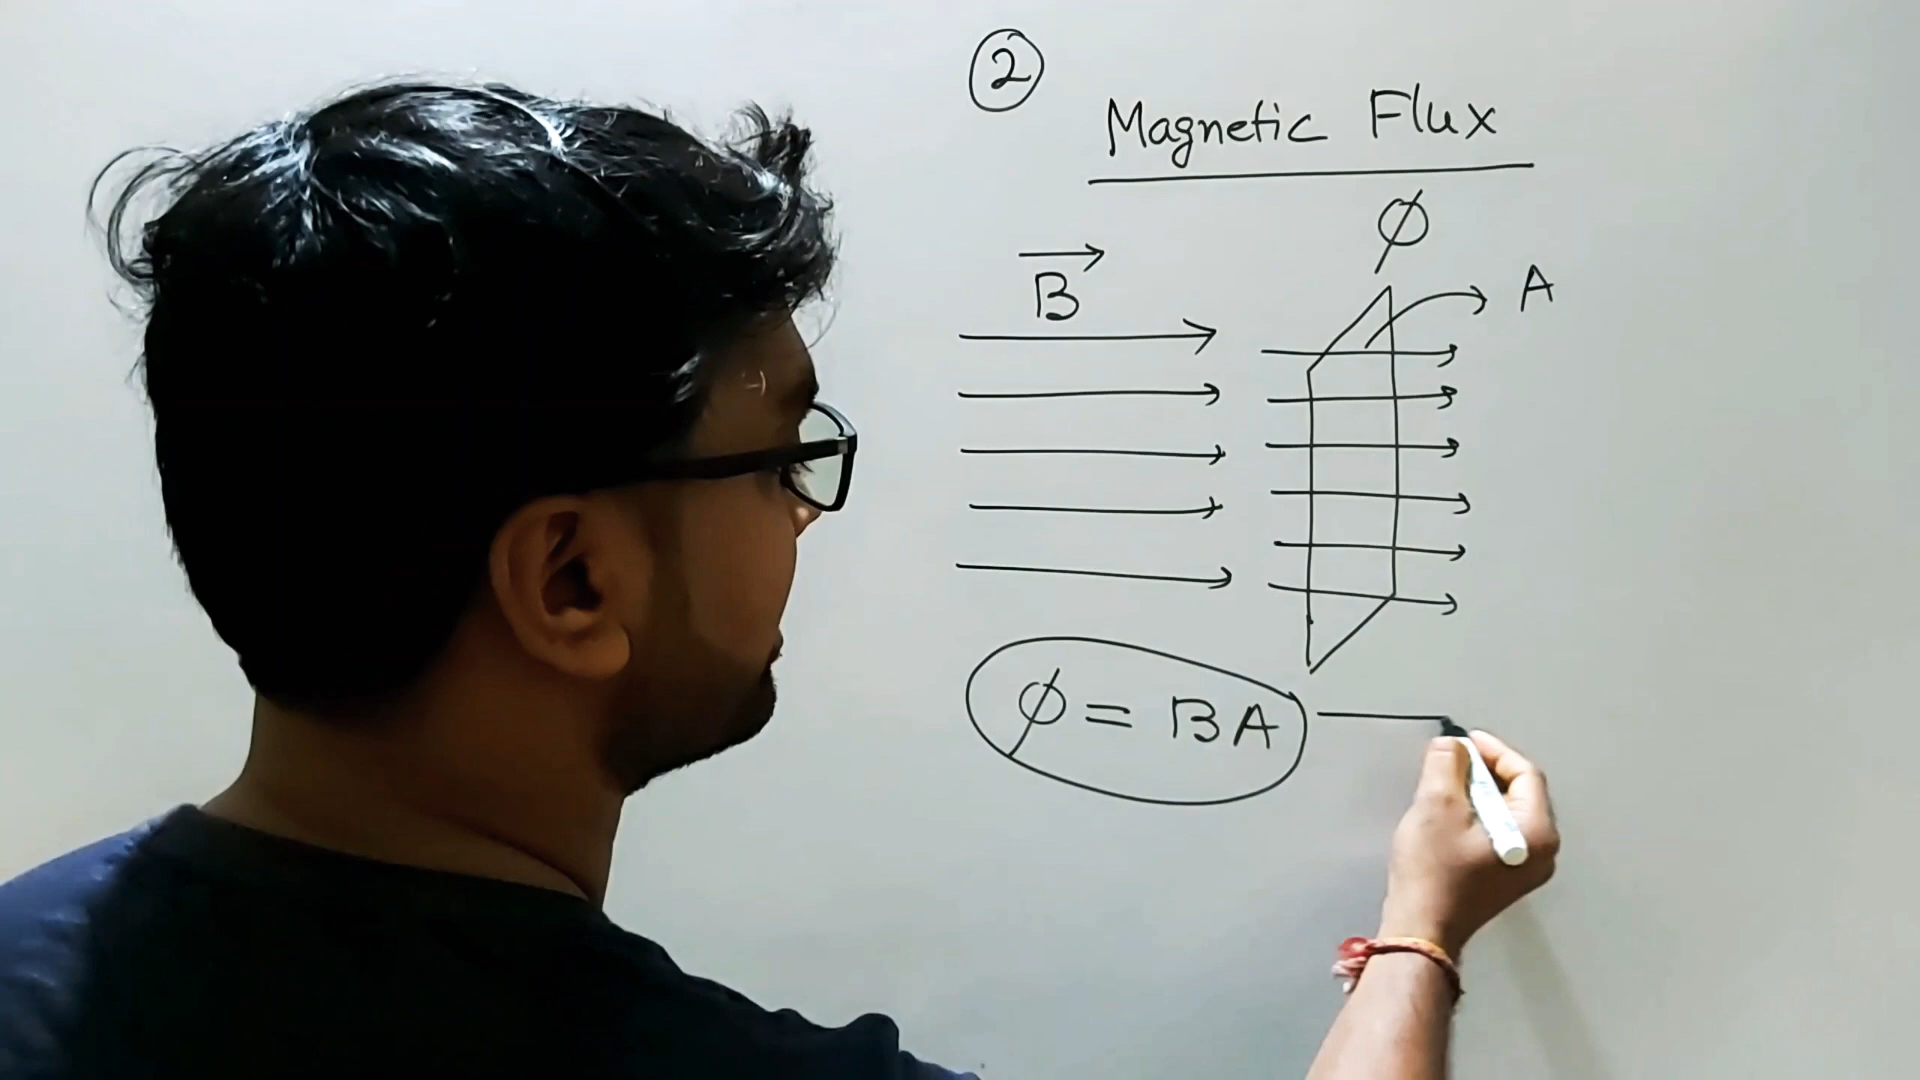 ②
Magnetic Flux
ϕ
B
A
ϕ = BA